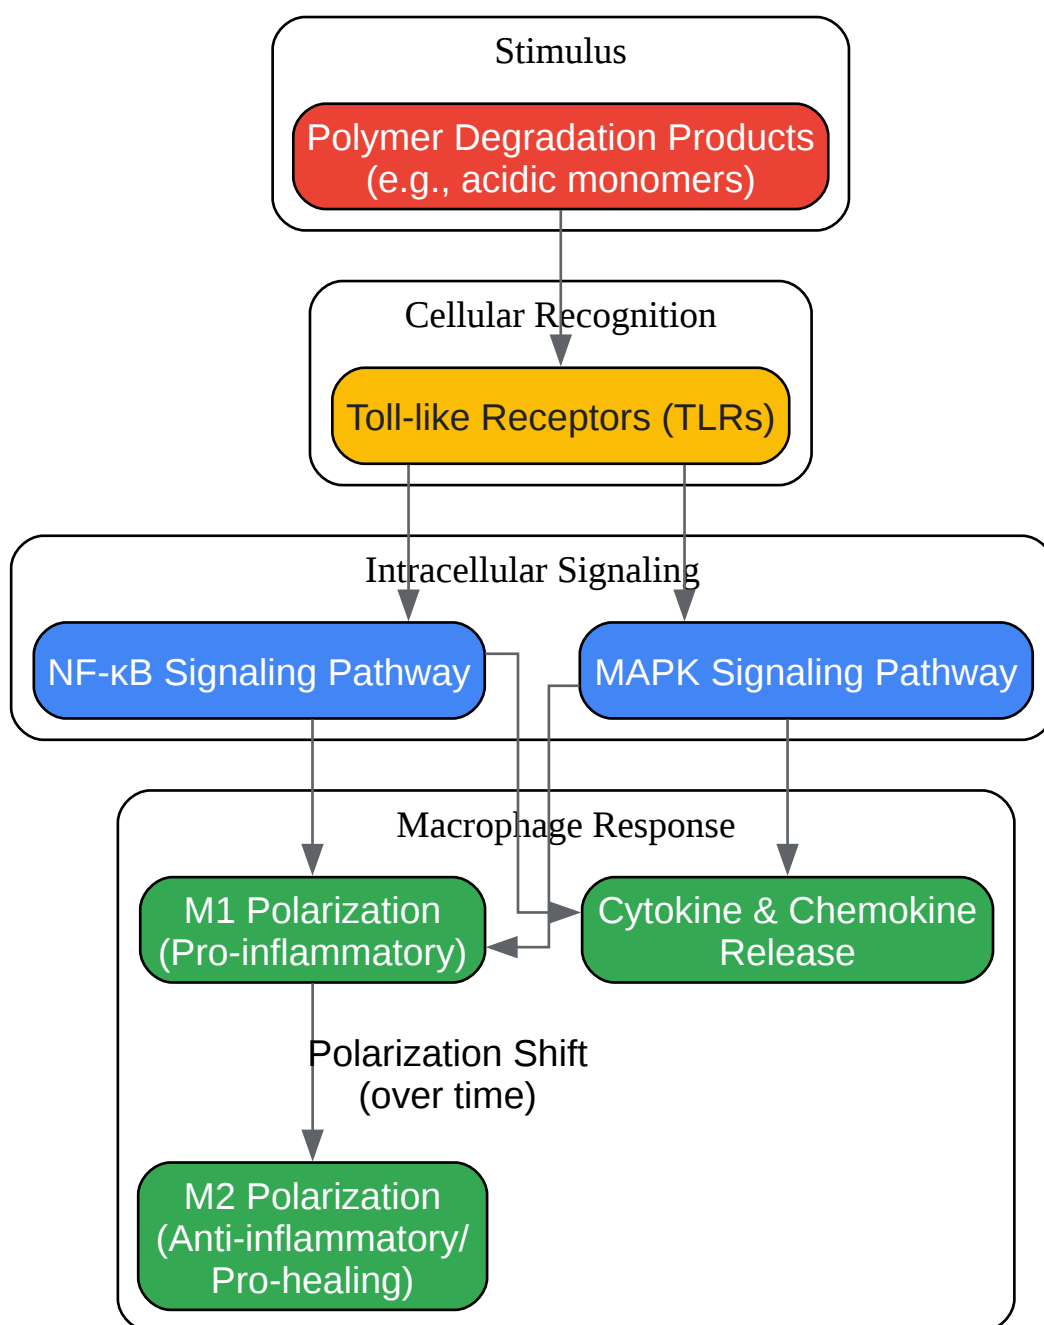 Stimulus
Polymer Degradation Products
(e.g., acidic monomers)
Cellular Recognition
Toll-like Receptors (TLRs)
Intracellular Signaling
NF-κB Signaling Pathway
MAPK Signaling Pathway
Macrophage Response
M1 Polarization
(Pro-inflammatory)
Cytokine & Chemokine
Release
Polarization Shift
(over time)
M2 Polarization
(Anti-inflammatory/
Pro-healing)